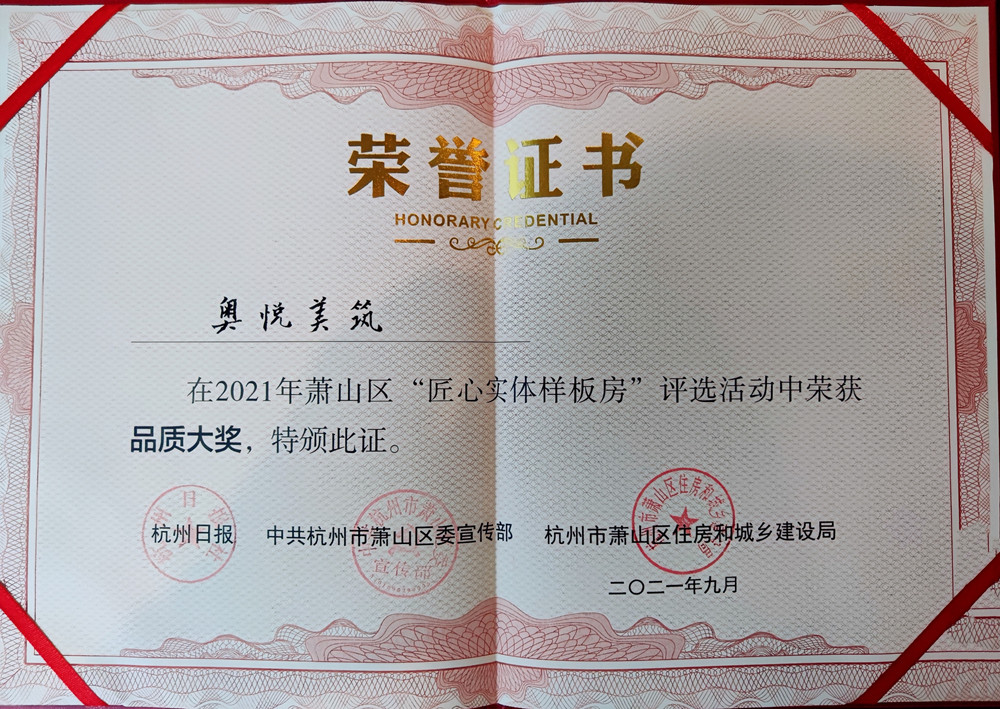 荣誉证书
HONORARY CREDENTIAL
奥悦美筑
在2021年萧山区“匠心实体样板房”评选活动中荣获
品质大奖，特颁此证。
杭州日报 中共杭州市萧山区委宣传部 杭州市萧山区住房和城乡建设局
宣传部
二〇二一年九月